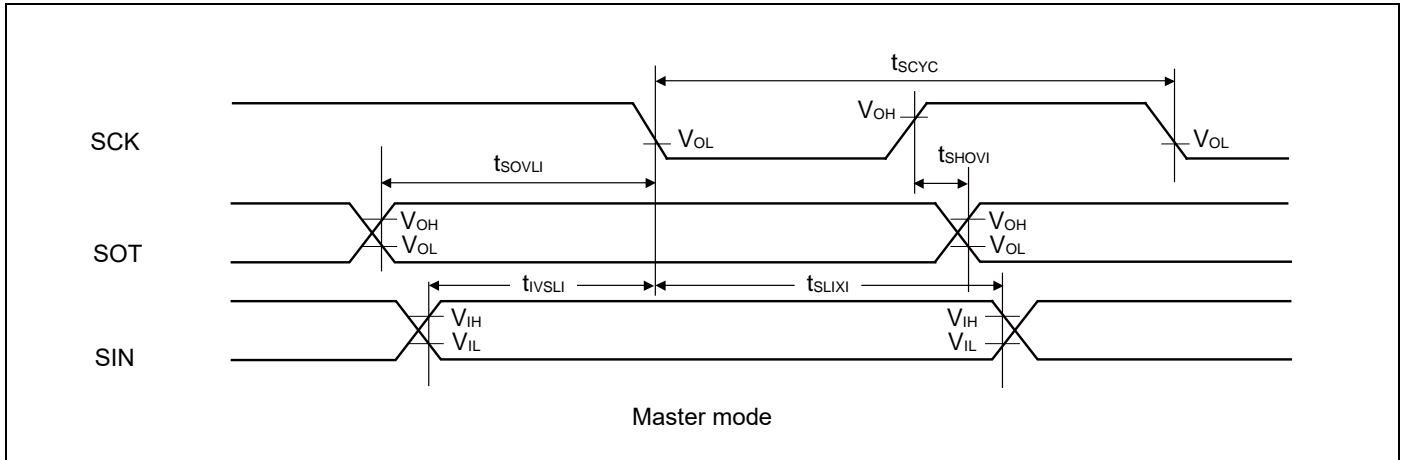 tSCYC
VOH
SCK
VOL
tSHOVI
VOL
tSOVLI
VOH
VOH
SOT
VOL
VOL
tIVSLI
tSLIXI
VIH
VIH
SIN
VIL
VIL
Master mode